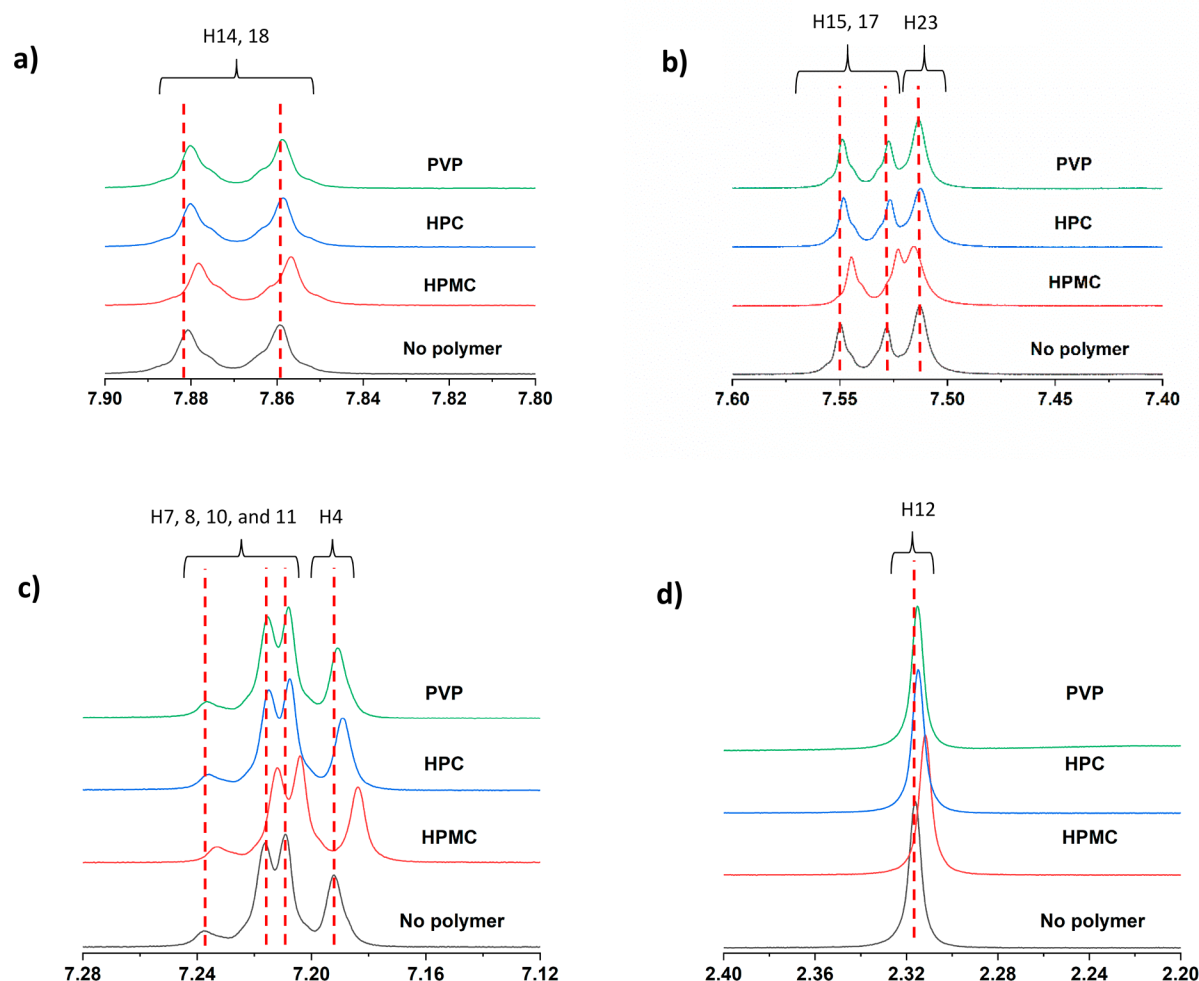 a)
H14, 18
PVP
HPC
HPMC
No polymer
7.90 7.88 7.86 7.84 7.82 7.80
b)
H15, 17 H23
PVP
HPC
HPMC
No polymer
7.60 7.55 7.50 7.45 7.40
c)
H7, 8, 10, and 11 H4
PVP
HPC
HPMC
No polymer
7.28 7.24 7.20 7.16 7.12
d)
H12
PVP
HPC
HPMC
No polymer
2.40 2.36 2.32 2.28 2.24 2.20